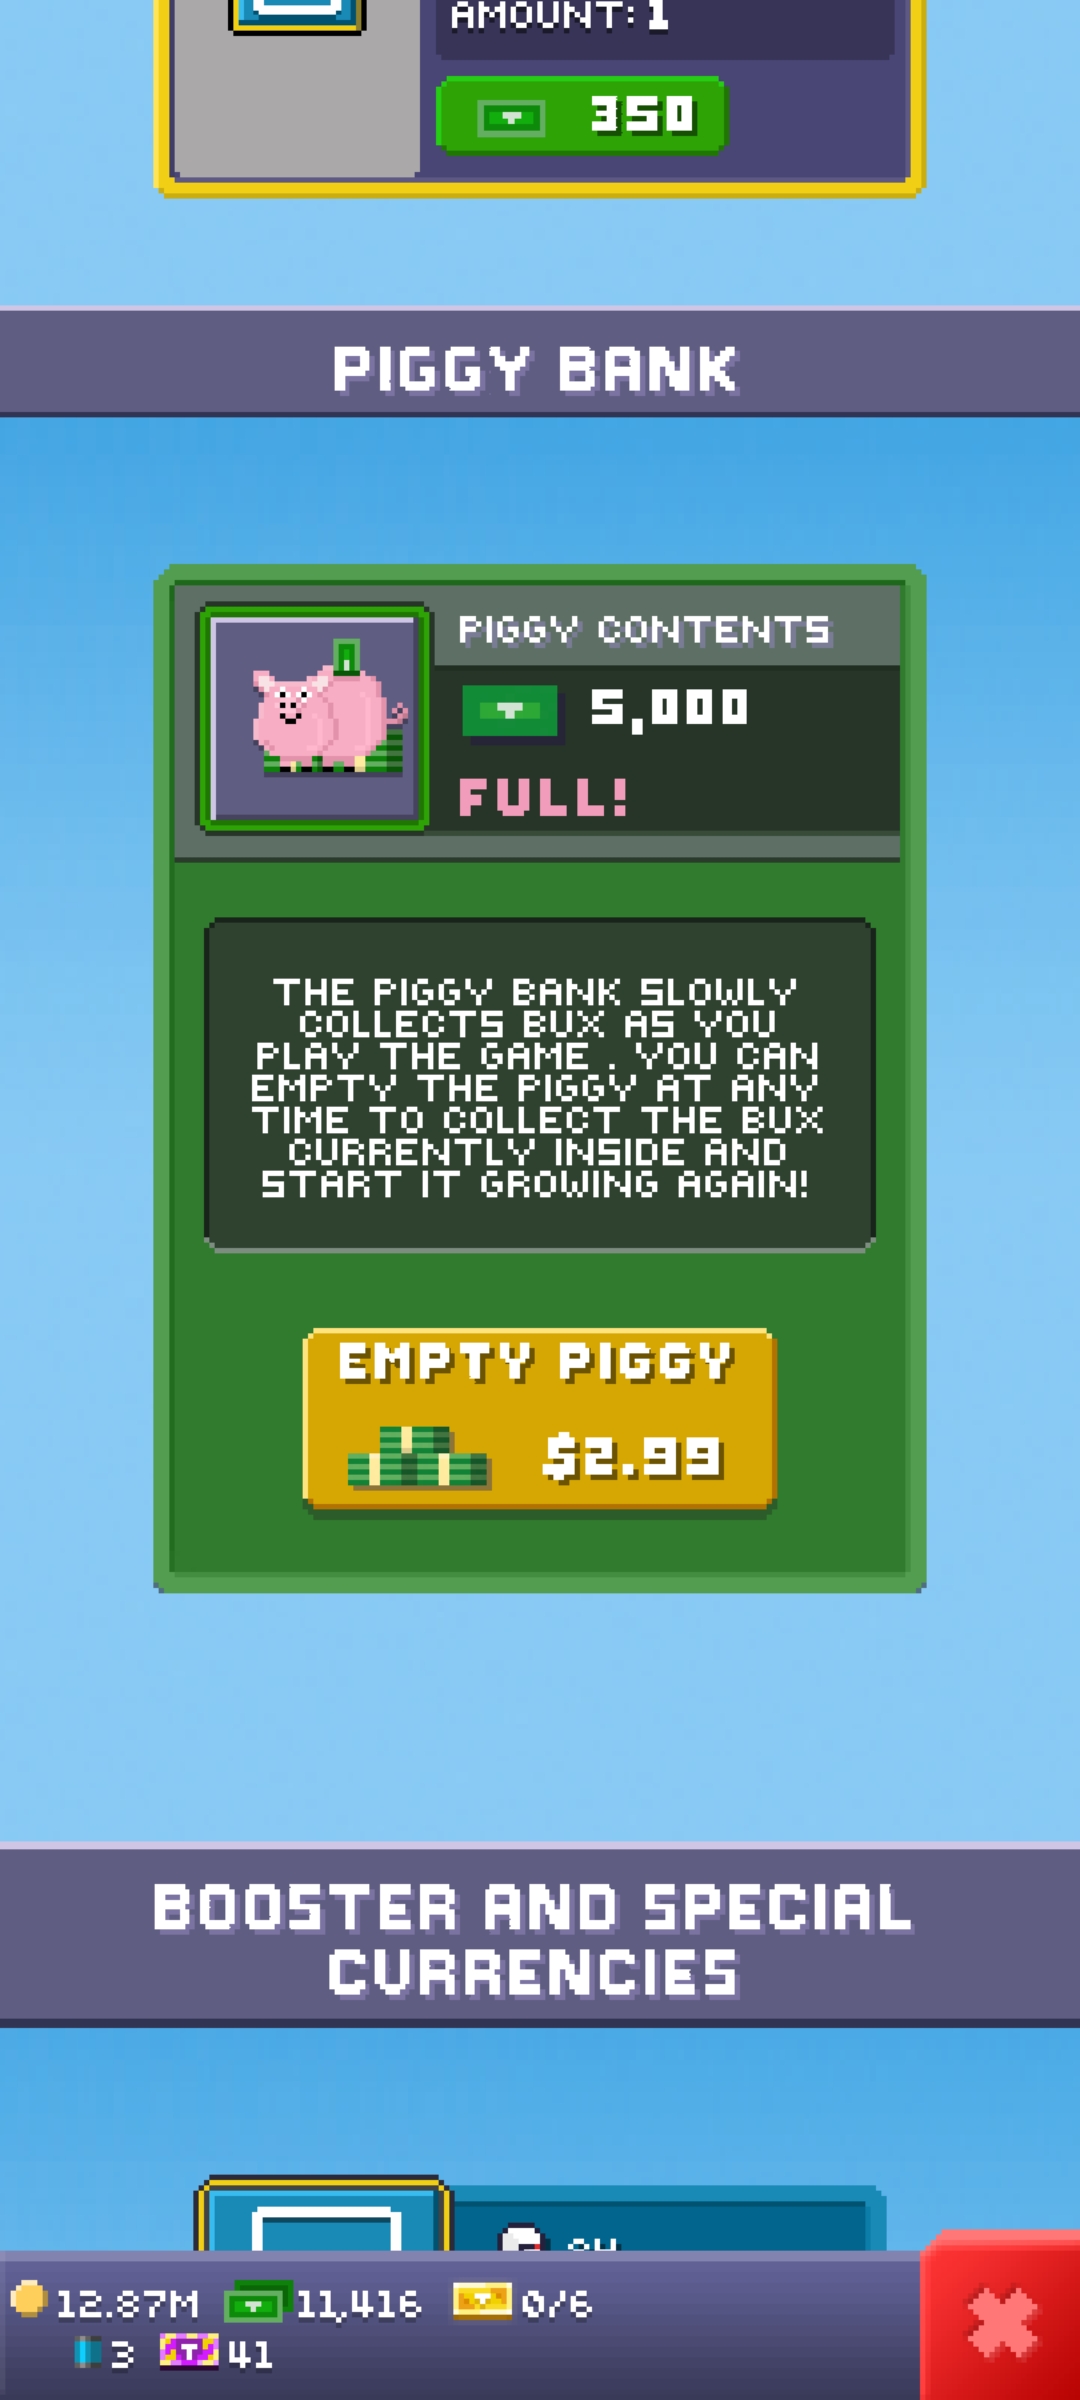 AMOUNT: 1
350
PIGGY BANK
PIGGY CONTENTS
5,000
FULL!
THE PIGGY BANK SLOWLY
COLLECTS BUX AS YOU
PLAY THE GAME . YOU CAN
EMPTY THE PIGGY AT ANY
TIME TO COLLECT THE BUX
CURRENTLY INSIDE AND
START IT GROWING AGAIN!
EMPTY PIGGY
$2.99
BOOSTER AND SPECIAL
CURRENCIES
12.87M 11,416 0/6
3 41